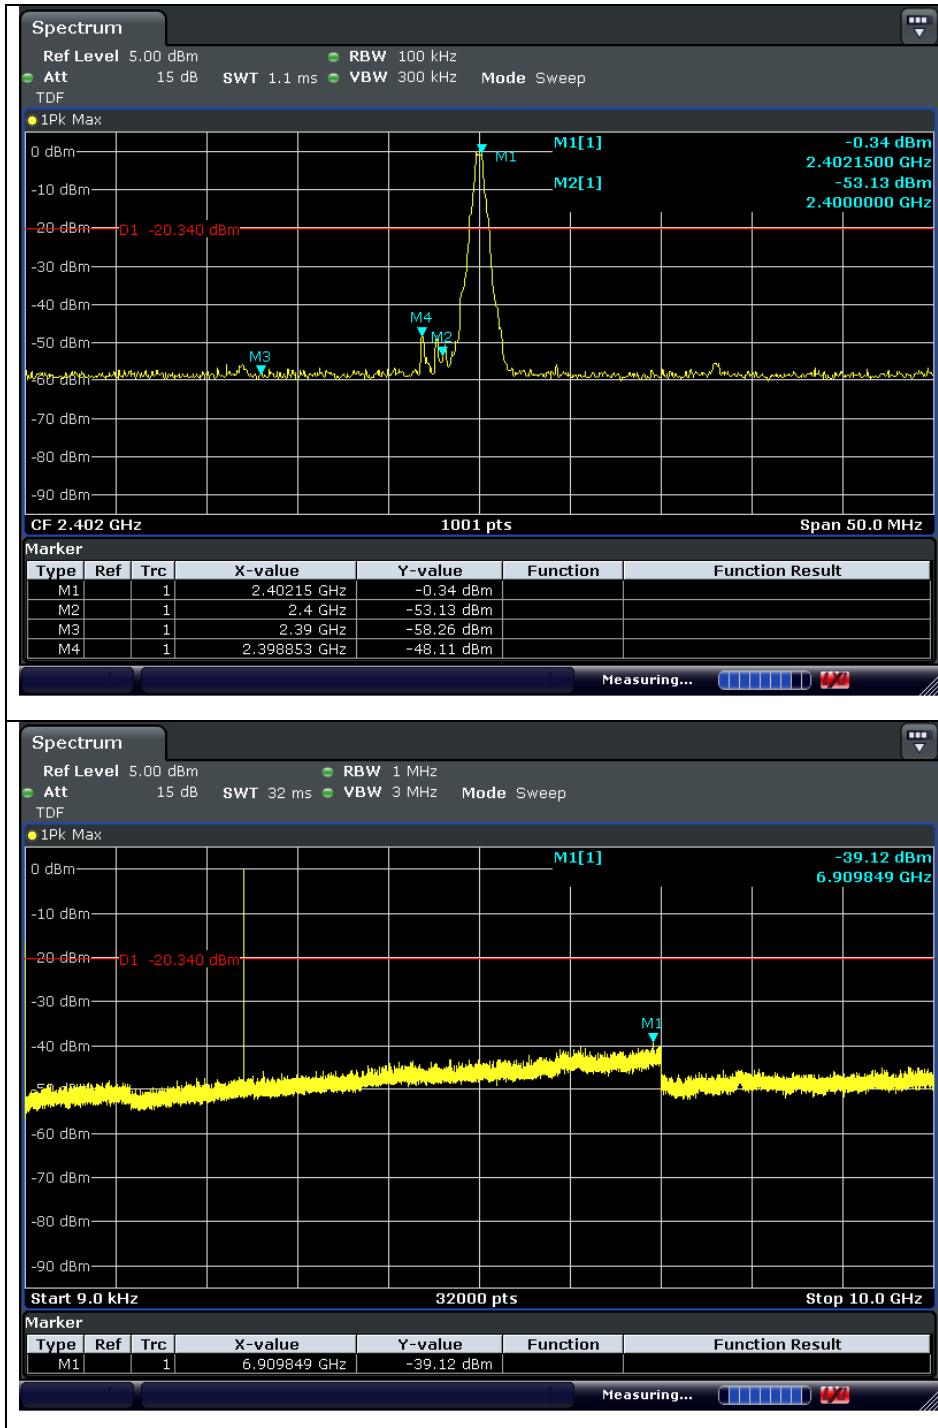 Spectrum
Ref Level 5.00 dBm RBW 100 kHz
Att 15 dB SWT 1.1 ms VBW 300 kHz Mode Sweep
TDF
1Pk Max
M1[1] -0.34 dBm
2.4021500 GHz
M2[1] -53.13 dBm
2.4000000 GHz
0 dBm
M1
-10 dBm
-20 dBm
D1 -20.340 dBm
-30 dBm
-40 dBm
M4
M2
-50 dBm
M3
-60 dBm
-70 dBm
-80 dBm
-90 dBm
CF 2.402 GHz 1001 pts Span 50.0 MHz
Marker
Type Ref Trc X-value Y-value Function Function Result
M1 1 2.40215 GHz -0.34 dBm
M2 1 2.4 GHz -53.13 dBm
M3 1 2.39 GHz -58.26 dBm
M4 1 2.398853 GHz -48.11 dBm
Measuring...
Spectrum
Ref Level 5.00 dBm RBW 1 MHz
Att 15 dB SWT 32 ms VBW 3 MHz Mode Sweep
TDF
1Pk Max
M1[1] -39.12 dBm
6.909849 GHz
0 dBm
-10 dBm
-20 dBm
D1 -20.340 dBm
-30 dBm
M1
-40 dBm
-50 dBm
-60 dBm
-70 dBm
-80 dBm
-90 dBm
Start 9.0 kHz 32000 pts Stop 10.0 GHz
Marker
Type Ref Trc X-value Y-value Function Function Result
M1 1 6.909849 GHz -39.12 dBm
Measuring...